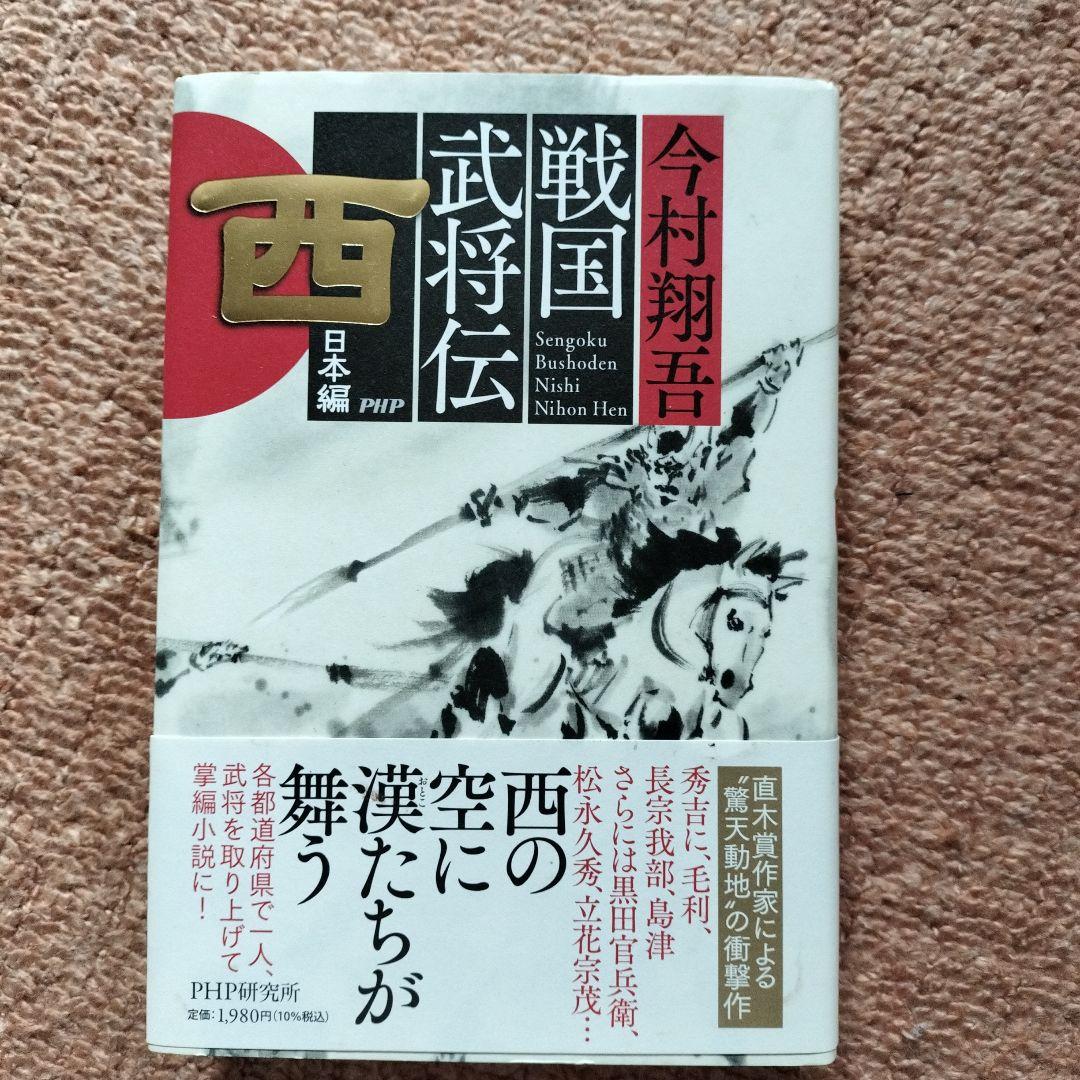 今村翔吾
戦国
武将伝
西
日本編
PHP
Sengoku
Bushoden
Nishi
Nihon Hen
直木賞作家による
“驚天動地”の衝撃作
秀吉に、毛利、
長宗我部、島津
さらには黒田官兵衛、
松永久秀、立花宗茂…
西の
空に
漢たちが
おとこ
舞う
各都道府県で一人、
武将を取り上げて
掌編小説に!
PHP研究所
定価:1,980円(10%税込)